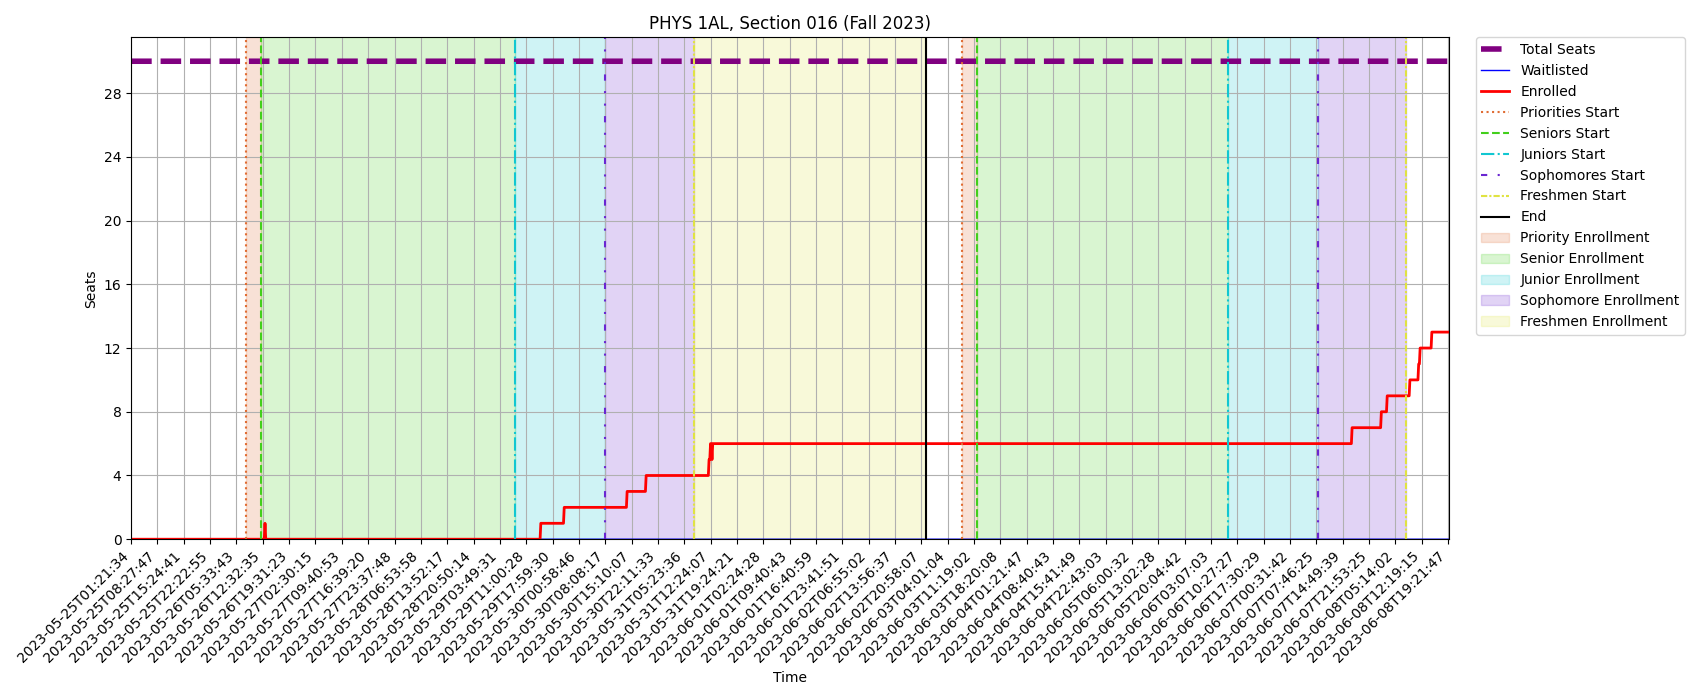 PHYS 1AL, Section 016 (Fall 2023)
Seats
28
24
20
16
12
8
4
0
2023-05-25T01:21:34
2023-05-25T08:27:47
2023-05-25T15:24:41
2023-05-25T22:22:55
2023-05-26T05:33:43
2023-05-26T12:32:35
2023-05-26T19:31:23
2023-05-27T02:30:15
2023-05-27T09:40:53
2023-05-27T16:39:20
2023-05-27T23:37:48
2023-05-28T06:53:58
2023-05-28T13:52:17
2023-05-28T20:50:14
2023-05-29T03:49:31
2023-05-29T11:00:28
2023-05-29T17:59:30
2023-05-30T00:58:46
2023-05-30T08:08:17
2023-05-30T15:10:07
2023-05-30T22:11:33
2023-05-31T05:23:36
2023-05-31T12:24:07
2023-05-31T19:24:21
2023-06-01T02:24:28
2023-06-01T09:40:43
2023-06-01T16:40:59
2023-06-01T23:41:51
2023-06-02T06:55:02
2023-06-02T13:56:37
2023-06-02T20:58:07
2023-06-03T04:01:04
2023-06-03T11:19:02
2023-06-03T18:20:08
2023-06-04T01:21:47
2023-06-04T08:40:43
2023-06-04T15:41:49
2023-06-04T22:43:03
2023-06-05T06:00:32
2023-06-05T13:02:28
2023-06-05T20:04:42
2023-06-06T03:07:03
2023-06-06T10:27:27
2023-06-06T17:30:29
2023-06-07T00:31:42
2023-06-07T07:46:25
2023-06-07T14:49:39
2023-06-07T21:53:25
2023-06-08T05:14:02
2023-06-08T12:19:15
2023-06-08T19:21:47
Time
Total Seats
Waitlisted
Enrolled
Priorities Start
Seniors Start
Juniors Start
Sophomores Start
Freshmen Start
End
Priority Enrollment
Senior Enrollment
Junior Enrollment
Sophomore Enrollment
Freshmen Enrollment